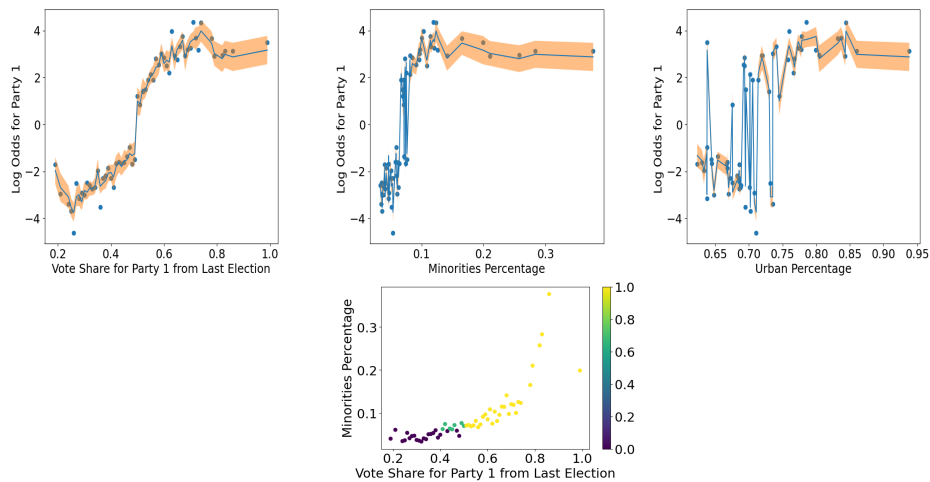 Log Odds for Party 1
4
2
0
−2
−4
0.2 0.4 0.6 0.8 1.0
Vote Share for Party 1 from Last Election
Log Odds for Party 1
4
2
0
−2
−4
0.1 0.2 0.3
Minorities Percentage
Log Odds for Party 1
4
2
0
−2
−4
0.65 0.70 0.75 0.80 0.85 0.90 0.95
Urban Percentage
Minorities Percentage
0.3
0.2
0.1
0.2 0.4 0.6 0.8 1.0
Vote Share for Party 1 from Last Election
1.0
0.8
0.6
0.4
0.2
0.0